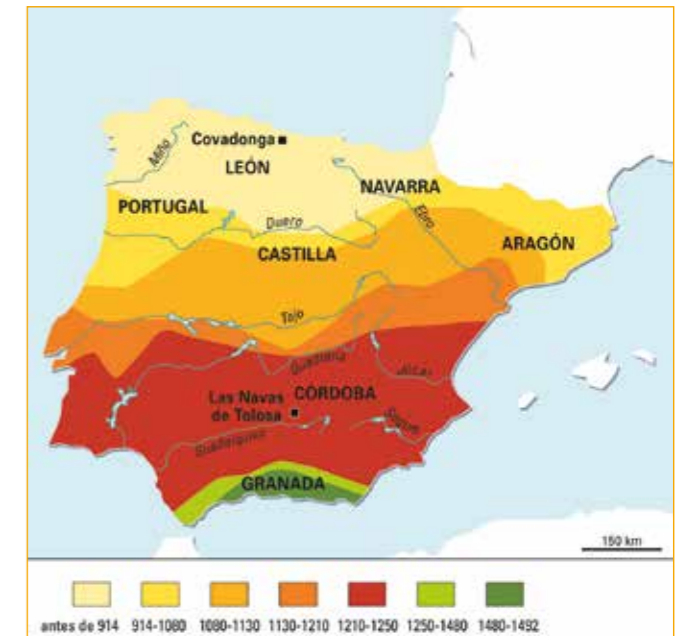 Covadonga
Miño
LEÓN
NAVARRA
PORTUGAL
Duero
Ebro
CASTILLA
ARAGÓN
Tajo
Guadiana
Júcar
Las Navas
de Tolosa
CÓRDOBA
Segura
Guadalquivir
GRANADA
150 km
antes de 914 914-1080 1080-1130 1130-1210 1210-1250 1250-1480 1480-1492